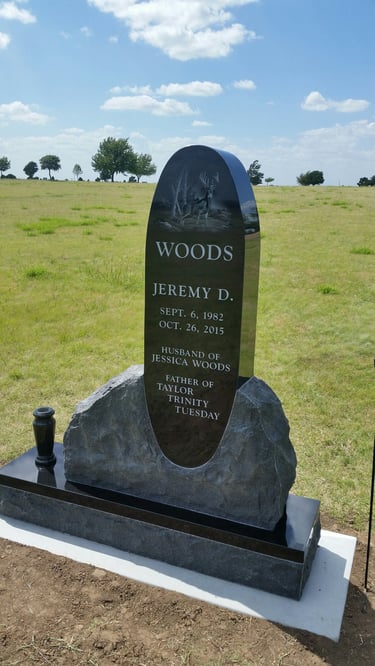 WOODS
JEREMY D.
SEPT. 6, 1982
OCT. 26, 2015
HUSBAND OF
JESSICA WOODS
FATHER OF
TAYLOR
TRINITY
TUESDAY